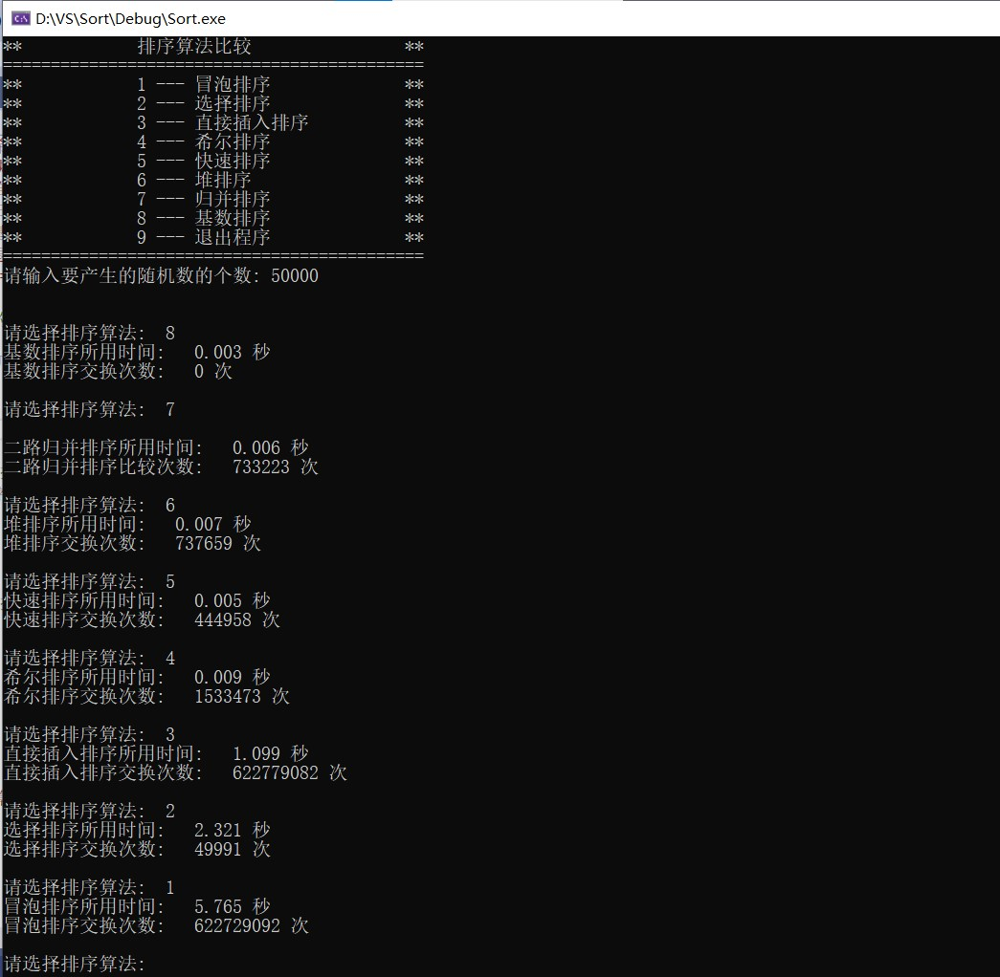 D:\VS\Sort\Debug\Sort.exe
** 排序算法比较 **
============================================
** 1 --- 冒泡排序 **
** 2 --- 选择排序 **
** 3 --- 直接插入排序 **
** 4 --- 希尔排序 **
** 5 --- 快速排序 **
** 6 --- 堆排序 **
** 7 --- 归并排序 **
** 8 --- 基数排序 **
** 9 --- 退出程序 **
============================================
请输入要产生的随机数的个数: 50000
请选择排序算法: 8
基数排序所用时间: 0.003 秒
基数排序交换次数: 0 次
请选择排序算法: 7
二路归并排序所用时间: 0.006 秒
二路归并排序比较次数: 733223 次
请选择排序算法: 6
堆排序所用时间: 0.007 秒
堆排序交换次数: 737659 次
请选择排序算法: 5
快速排序所用时间: 0.005 秒
快速排序交换次数: 444958 次
请选择排序算法: 4
希尔排序所用时间: 0.009 秒
希尔排序交换次数: 1533473 次
请选择排序算法: 3
直接插入排序所用时间: 1.099 秒
直接插入排序交换次数: 622779082 次
请选择排序算法: 2
选择排序所用时间: 2.321 秒
选择排序交换次数: 49991 次
请选择排序算法: 1
冒泡排序所用时间: 5.765 秒
冒泡排序交换次数: 622729092 次
请选择排序算法: